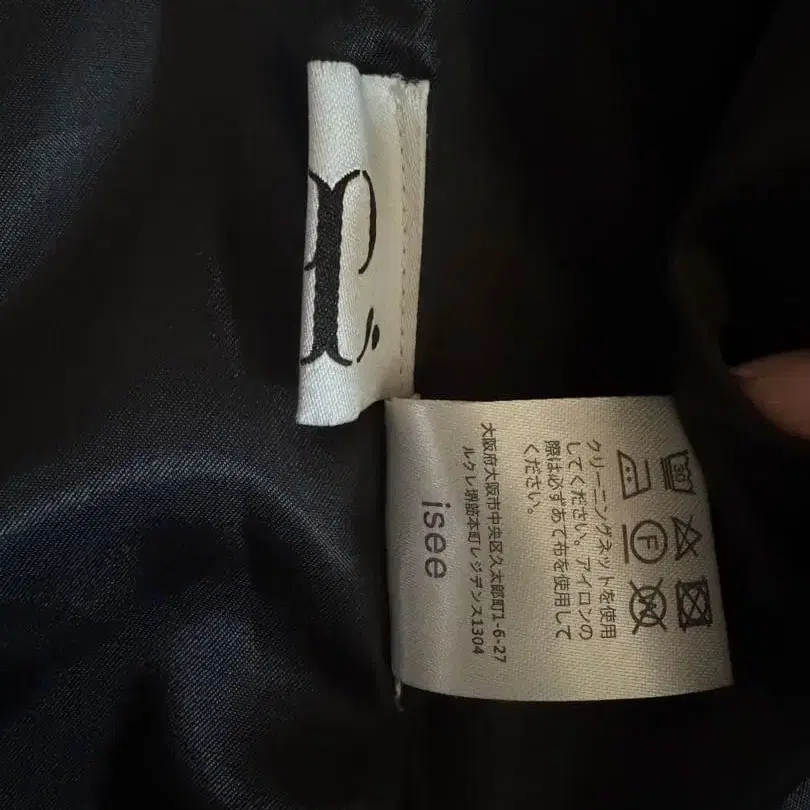 30
F
W
クリーニングネットを使用
してください。アイロンの
際は必ずあて布を使用して
ください。
大阪府大阪市中央区久太郎町1-6-27
ルクレ堺筋本町レジデンス1304
isee